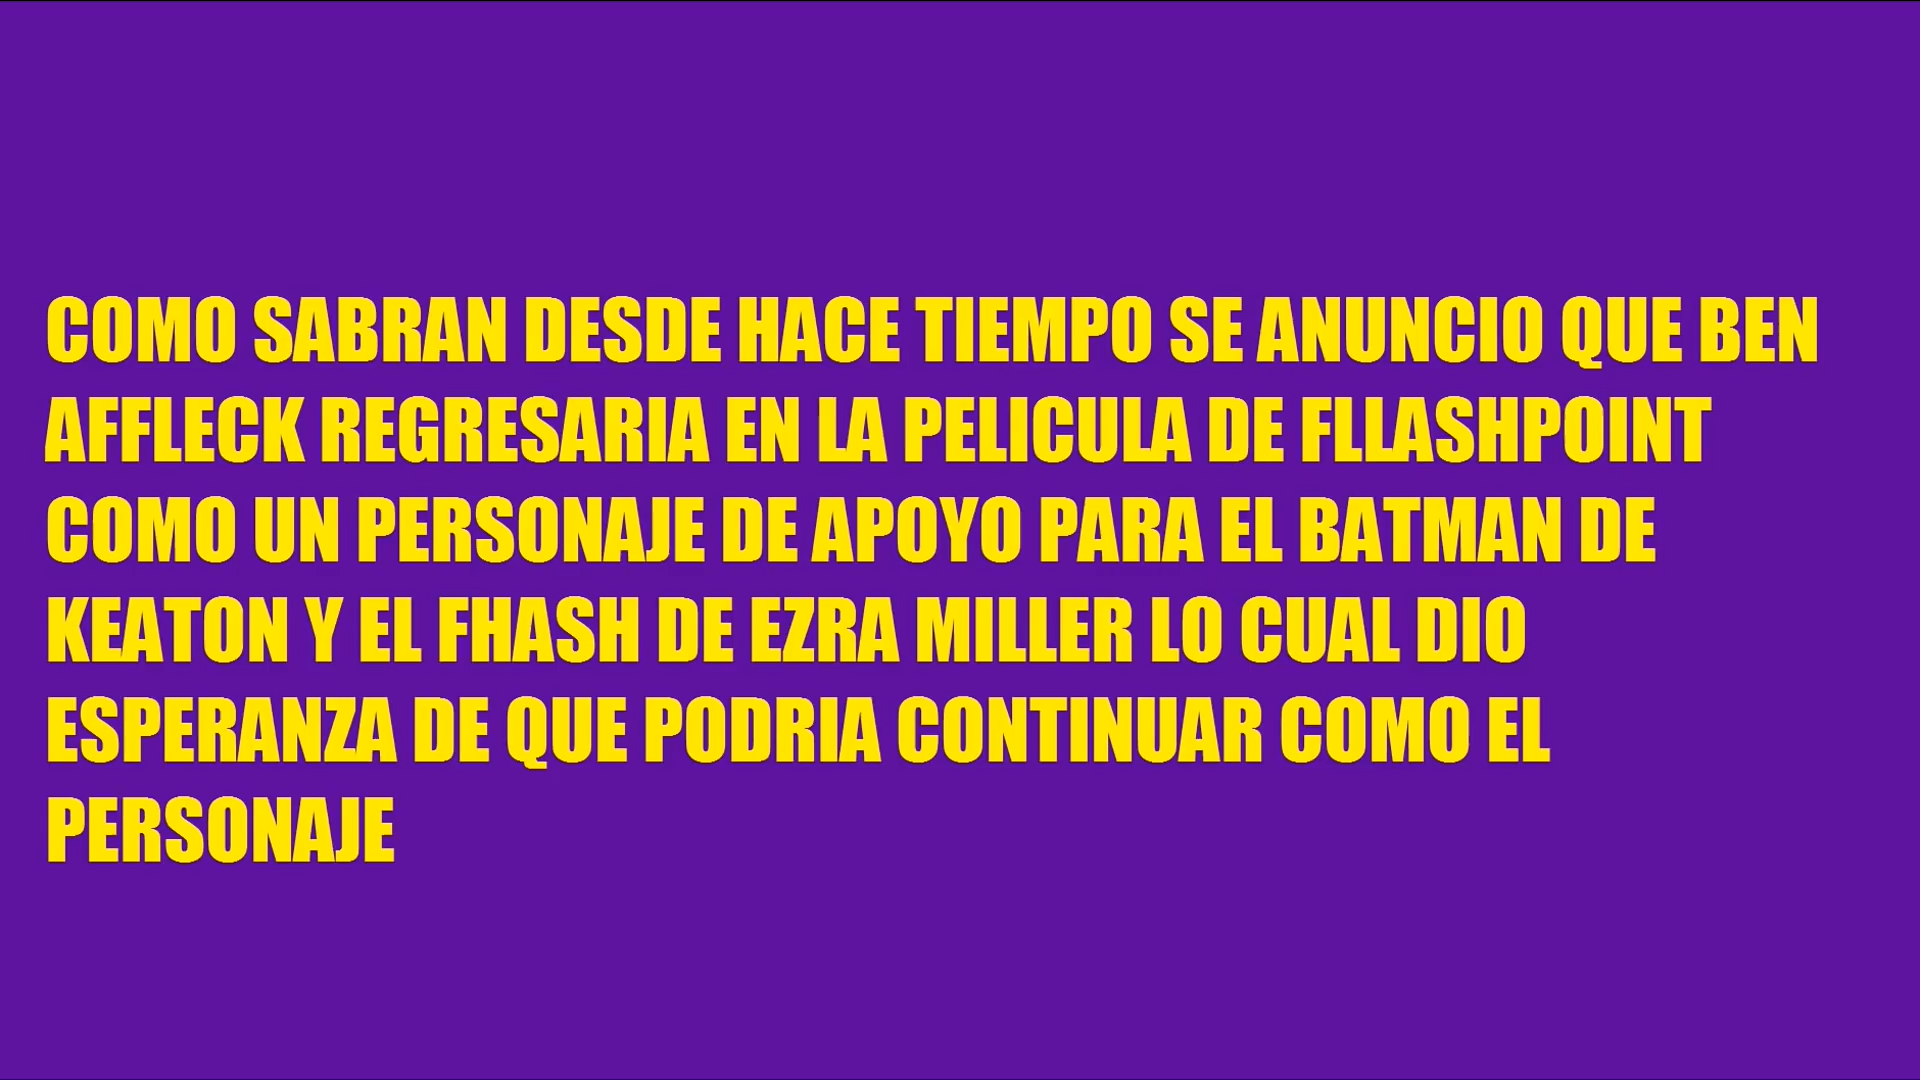 COMO SABRAN DESDE HACE TIEMPO SE ANUNCIO QUE BEN
AFFLECK REGRESARIA EN LA PELICULA DE FLLASHPOINT
COMO UN PERSONAJE DE APOYO PARA EL BATMAN DE
KEATON Y EL FHASH DE EZRA MILLER LO CUAL DIO
ESPERANZA DE QUE PODRIA CONTINUAR COMO EL
PERSONAJE